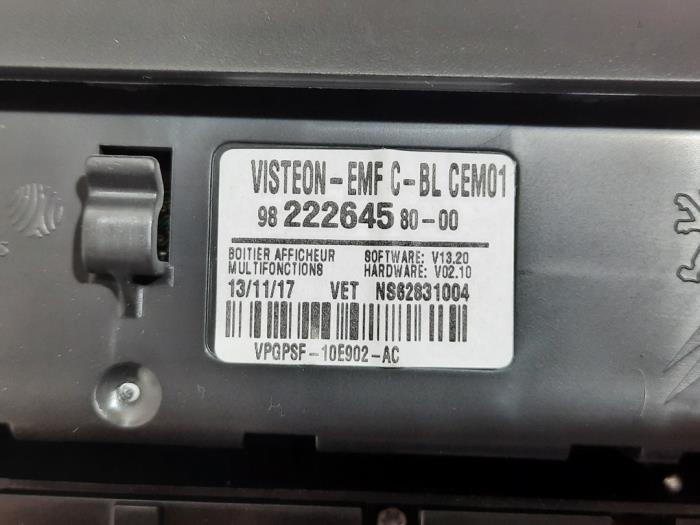 VISTEON-EMF C-BL CEM01
98 222645 80-00
BOITIER AFFICHEUR SOFTWARE: V13.20
MULTIFONCTIONS HARDWARE: V02.10
13/11/17 VET NS62831004
VPGPSF-10E902-AC